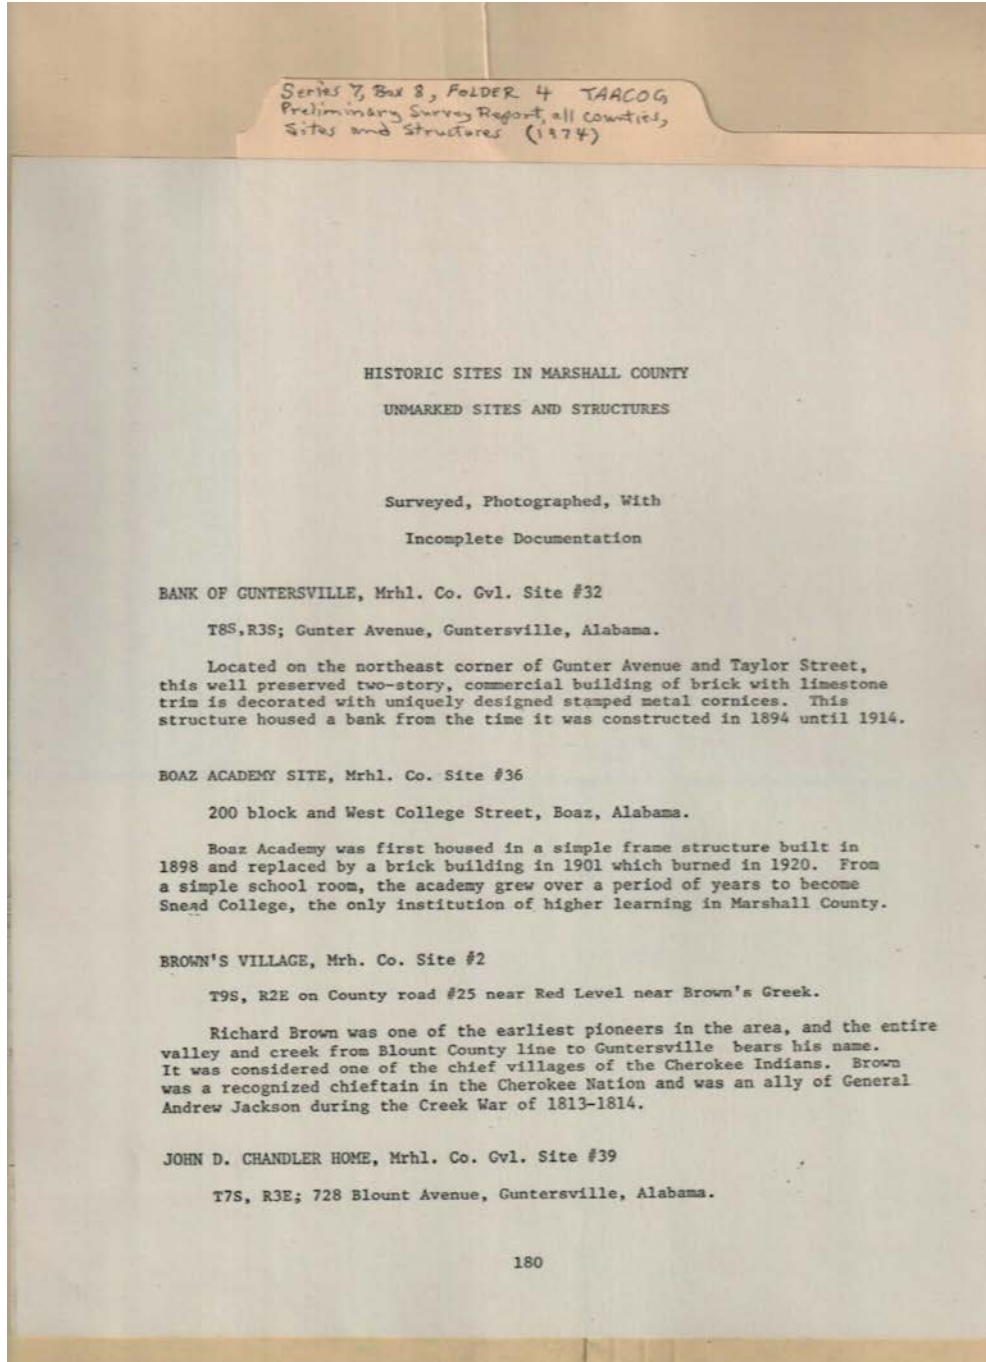 Series 7, Box 8, FOLDER 4 TARCOG
Preliminary Survey Report, all counties,
Sites and Structures (1974)
HISTORIC SITES IN MARSHALL COUNTY
UNMARKED SITES AND STRUCTURES
Surveyed, Photographed, With
Incomplete Documentation
BANK OF GUNTERSVILLE, Mrhl. Co. Gvl. Site #32
T8S,R3S; Gunter Avenue, Guntersville, Alabama.
Located on the northeast corner of Gunter Avenue and Taylor Street,
this well preserved two-story, commercial building of brick with limestone
trim is decorated with uniquely designed stamped metal cornices. This
structure housed a bank from the time it was constructed in 1894 until 1914.
BOAZ ACADEMY SITE, Mrhl. Co. Site #36
200 block and West College Street, Boaz, Alabama.
Boaz Academy was first housed in a simple frame structure built in
1898 and replaced by a brick building in 1901 which burned in 1920. From
a simple school room, the academy grew over a period of years to become
Snead College, the only institution of higher learning in Marshall County.
BROWN'S VILLAGE, Mrh. Co. Site #2
T9S, R2E on County road #25 near Red Level near Brown's Greek.
Richard Brown was one of the earliest pioneers in the area, and the entire
valley and creek from Blount County line to Guntersville bears his name.
It was considered one of the chief villages of the Cherokee Indians. Brown
was a recognized chieftain in the Cherokee Nation and was an ally of General
Andrew Jackson during the Creek War of 1813-1814.
JOHN D. CHANDLER HOME, Mrhl. Co. Gvl. Site #39
T7S, R3E; 728 Blount Avenue, Guntersville, Alabama.
180